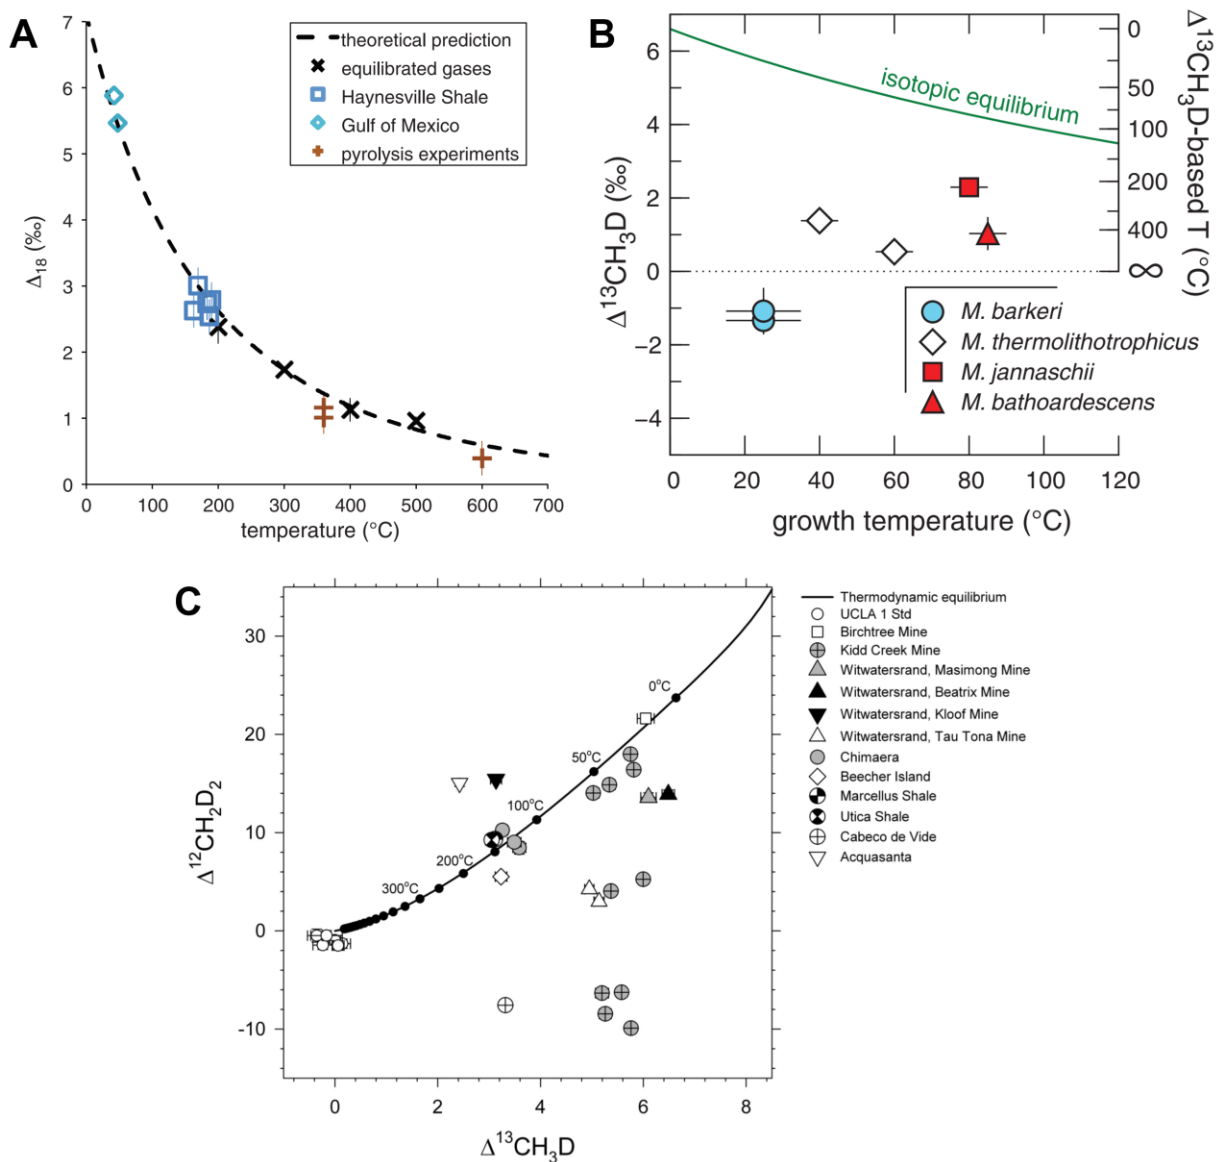 A
7
6
5
4
3
2
1
0
Δ18 (‰)
0 100 200 300 400 500 600 700
temperature (°C)
theoretical prediction
equilibrated gases
Haynesville Shale
Gulf of Mexico
pyrolysis experiments
B
6
4
2
0
−2
−4
Δ13CH3D (‰)
isotopic equilibrium
0
50
100
200
400
∞
Δ13CH3D-based T (°C)
M. barkeri
M. thermolithotrophicus
M. jannaschii
M. bathoardescens
0 20 40 60 80 100 120
growth temperature (°C)
C
30
20
10
0
-10
Δ12CH2D2
0°C
50°C
100°C
200°C
300°C
0 2 4 6 8
Δ13CH3D
Thermodynamic equilibrium
UCLA 1 Std
Birchtree Mine
Kidd Creek Mine
Witwatersrand, Masimong Mine
Witwatersrand, Beatrix Mine
Witwatersrand, Kloof Mine
Witwatersrand, Tau Tona Mine
Chimaera
Beecher Island
Marcellus Shale
Utica Shale
Cabeco de Vide
Acquasanta